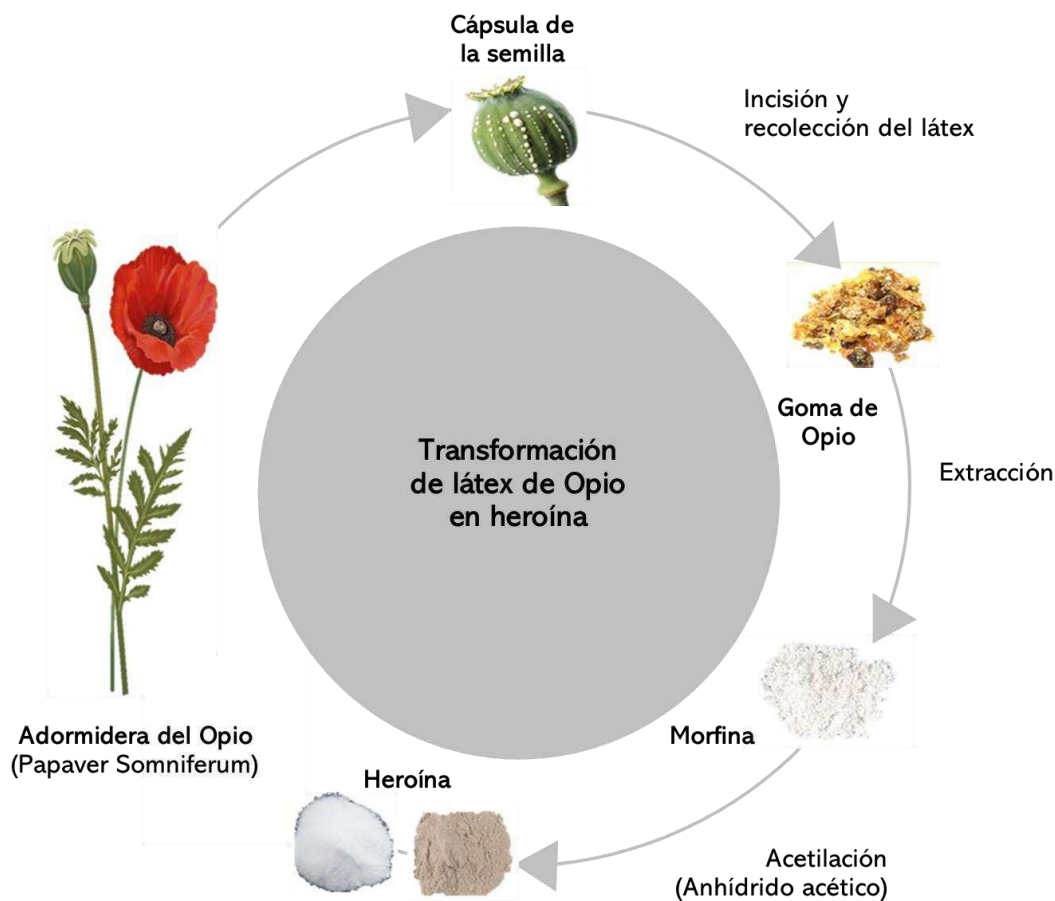 Cápsula de
la semilla
Incisión y
recolección del látex
Goma de
Opio
Transformación
de látex de Opio
en heroína
Extracción
Morfina
Adormidera del Opio
(Papaver Somniferum)
Heroína
Acetilación
(Anhídrido acético)